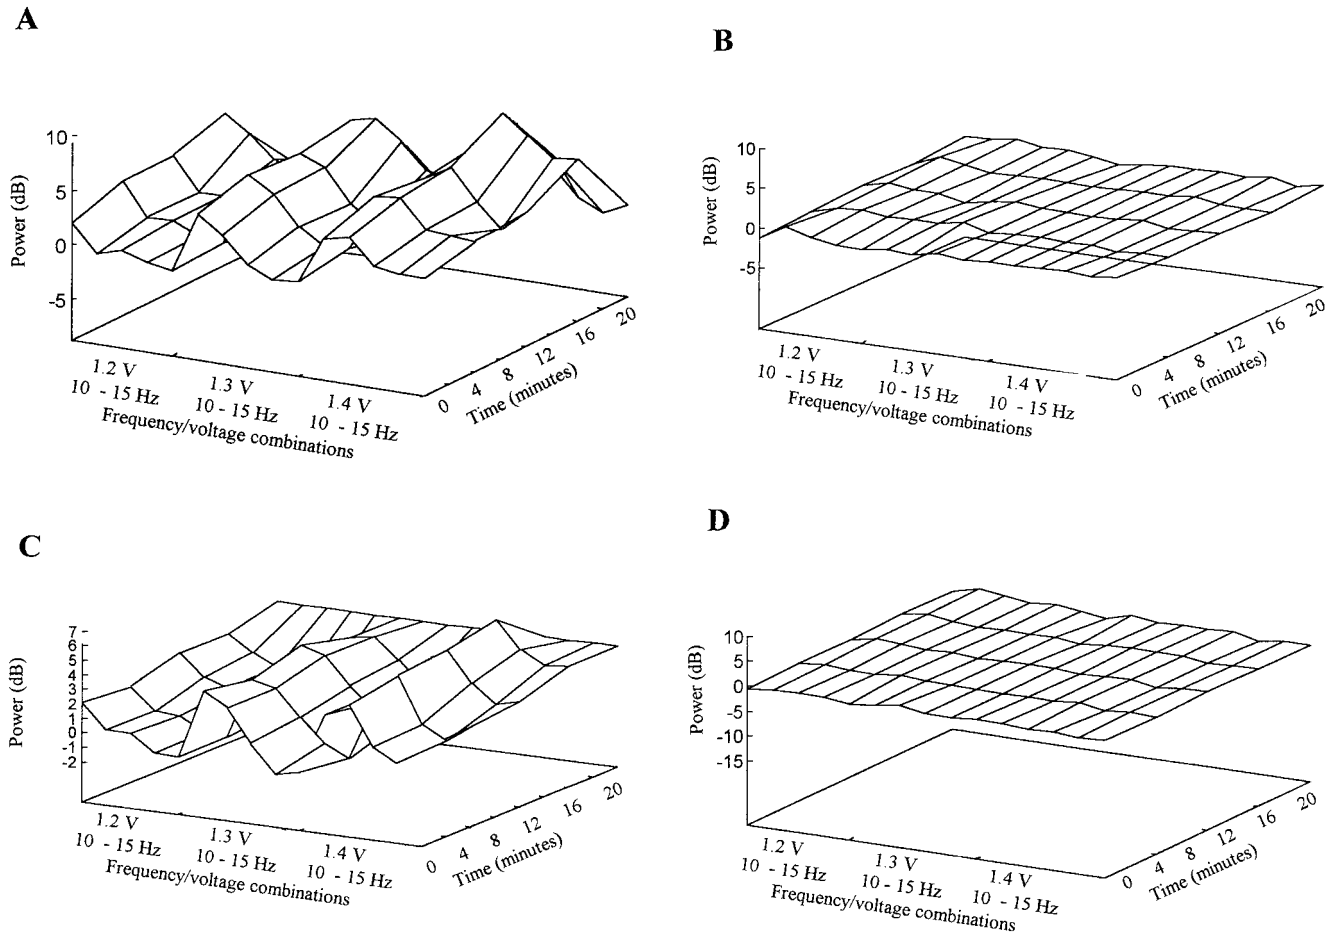 A
10
5
0
-5
Power (dB)
1.2 V
10 - 15 Hz
1.3 V
10 - 15 Hz
1.4 V
10 - 15 Hz
Frequency/voltage combinations
0
4
8
12
16
20
Time (minutes)
B
10
5
0
-5
Power (dB)
1.2 V
10 - 15 Hz
1.3 V
10 - 15 Hz
1.4 V
10 - 15 Hz
Frequency/voltage combinations
0
4
8
12
16
20
Time (minutes)
C
7
6
5
4
3
2
1
0
-1
-2
Power (dB)
1.2 V
10 - 15 Hz
1.3 V
10 - 15 Hz
1.4 V
10 - 15 Hz
Frequency/voltage combinations
0
4
8
12
16
20
Time (minutes)
D
10
5
0
-5
-10
-15
Power (dB)
1.2 V
10 - 15 Hz
1.3 V
10 - 15 Hz
1.4 V
10 - 15 Hz
Frequency/voltage combinations
0
4
8
12
16
20
Time (minutes)